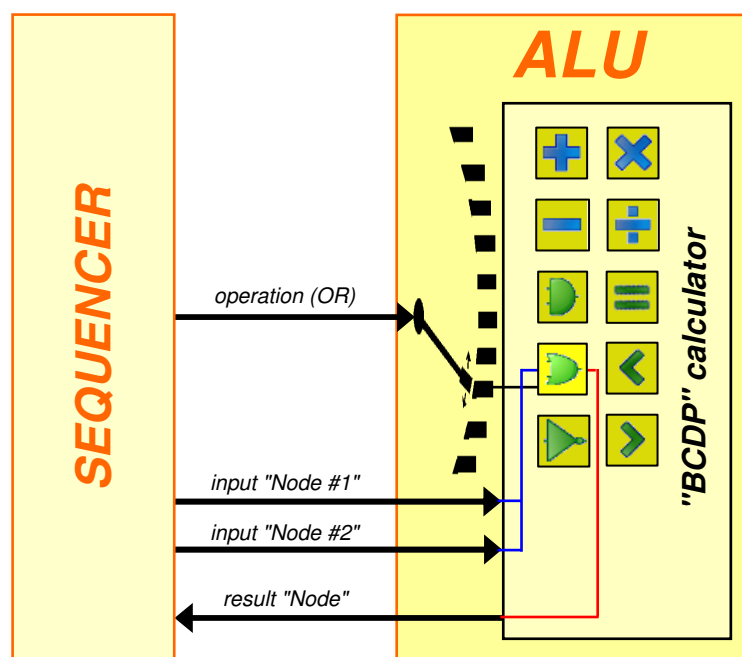 ALU
SEQUENCER
operation (OR)
input "Node #1"
input "Node #2"
result "Node"
"BCDP" calculator